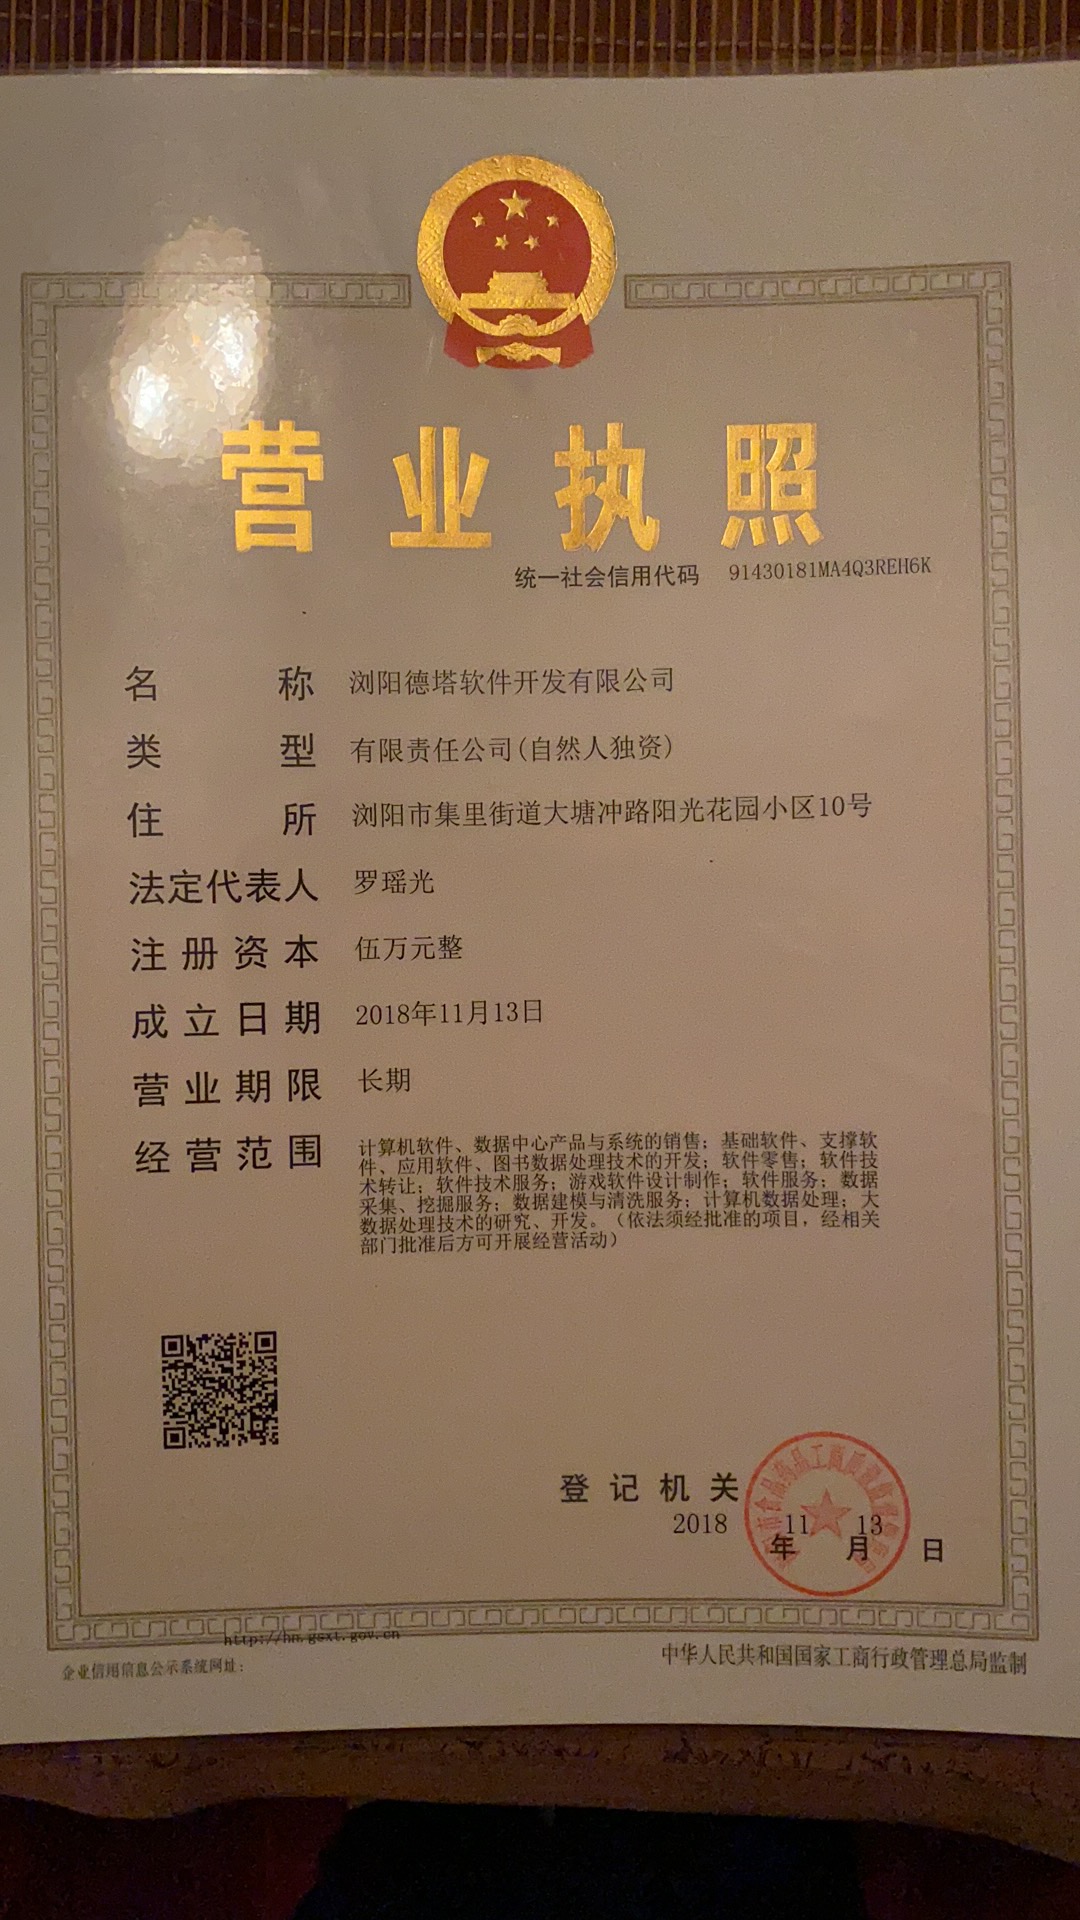 营业执照
统一社会信用代码 91430181MA4Q3REH6K
名称 浏阳德塔软件开发有限公司
类型 有限责任公司(自然人独资)
住所 浏阳市集里街道大塘冲路阳光花园小区10号
法定代表人 罗瑶光
注册资本 伍万元整
成立日期 2018年11月13日
营业期限 长期
经营范围 计算机软件、数据中心产品与系统的销售；基础软件、支撑软
件、应用软件、图书数据处理技术的开发；软件零售；软件技
术转让；软件技术服务；游戏软件设计制作；软件服务；数据
采集、挖掘服务；数据建模与清洗服务；计算机数据处理；大
数据处理技术的研究、开发。（依法须经批准的项目，经相关
部门批准后方可开展经营活动）
登记机关
2018年11月13日
http://hn.gsxt.gov.cn
企业信用信息公示系统网址：
中华人民共和国国家工商行政管理总局监制